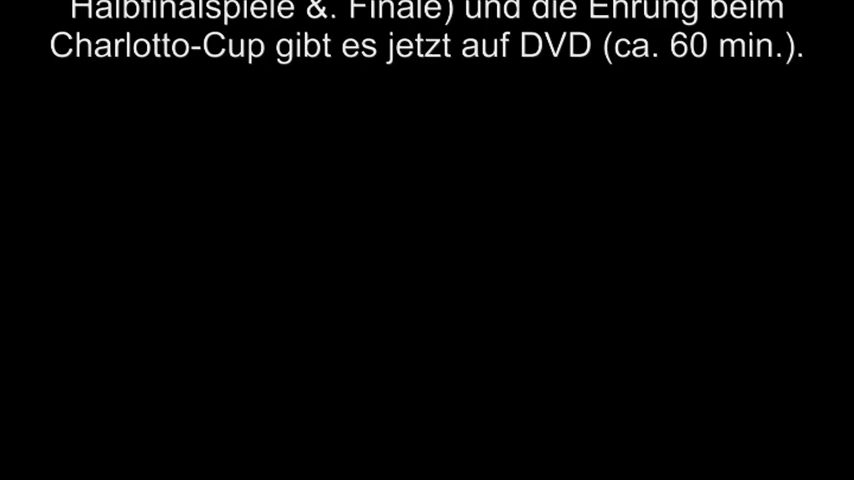 Halbfinalspiele &. Finale) und die Ehrung beim
Charlotto-Cup gibt es jetzt auf DVD (ca. 60 min.).